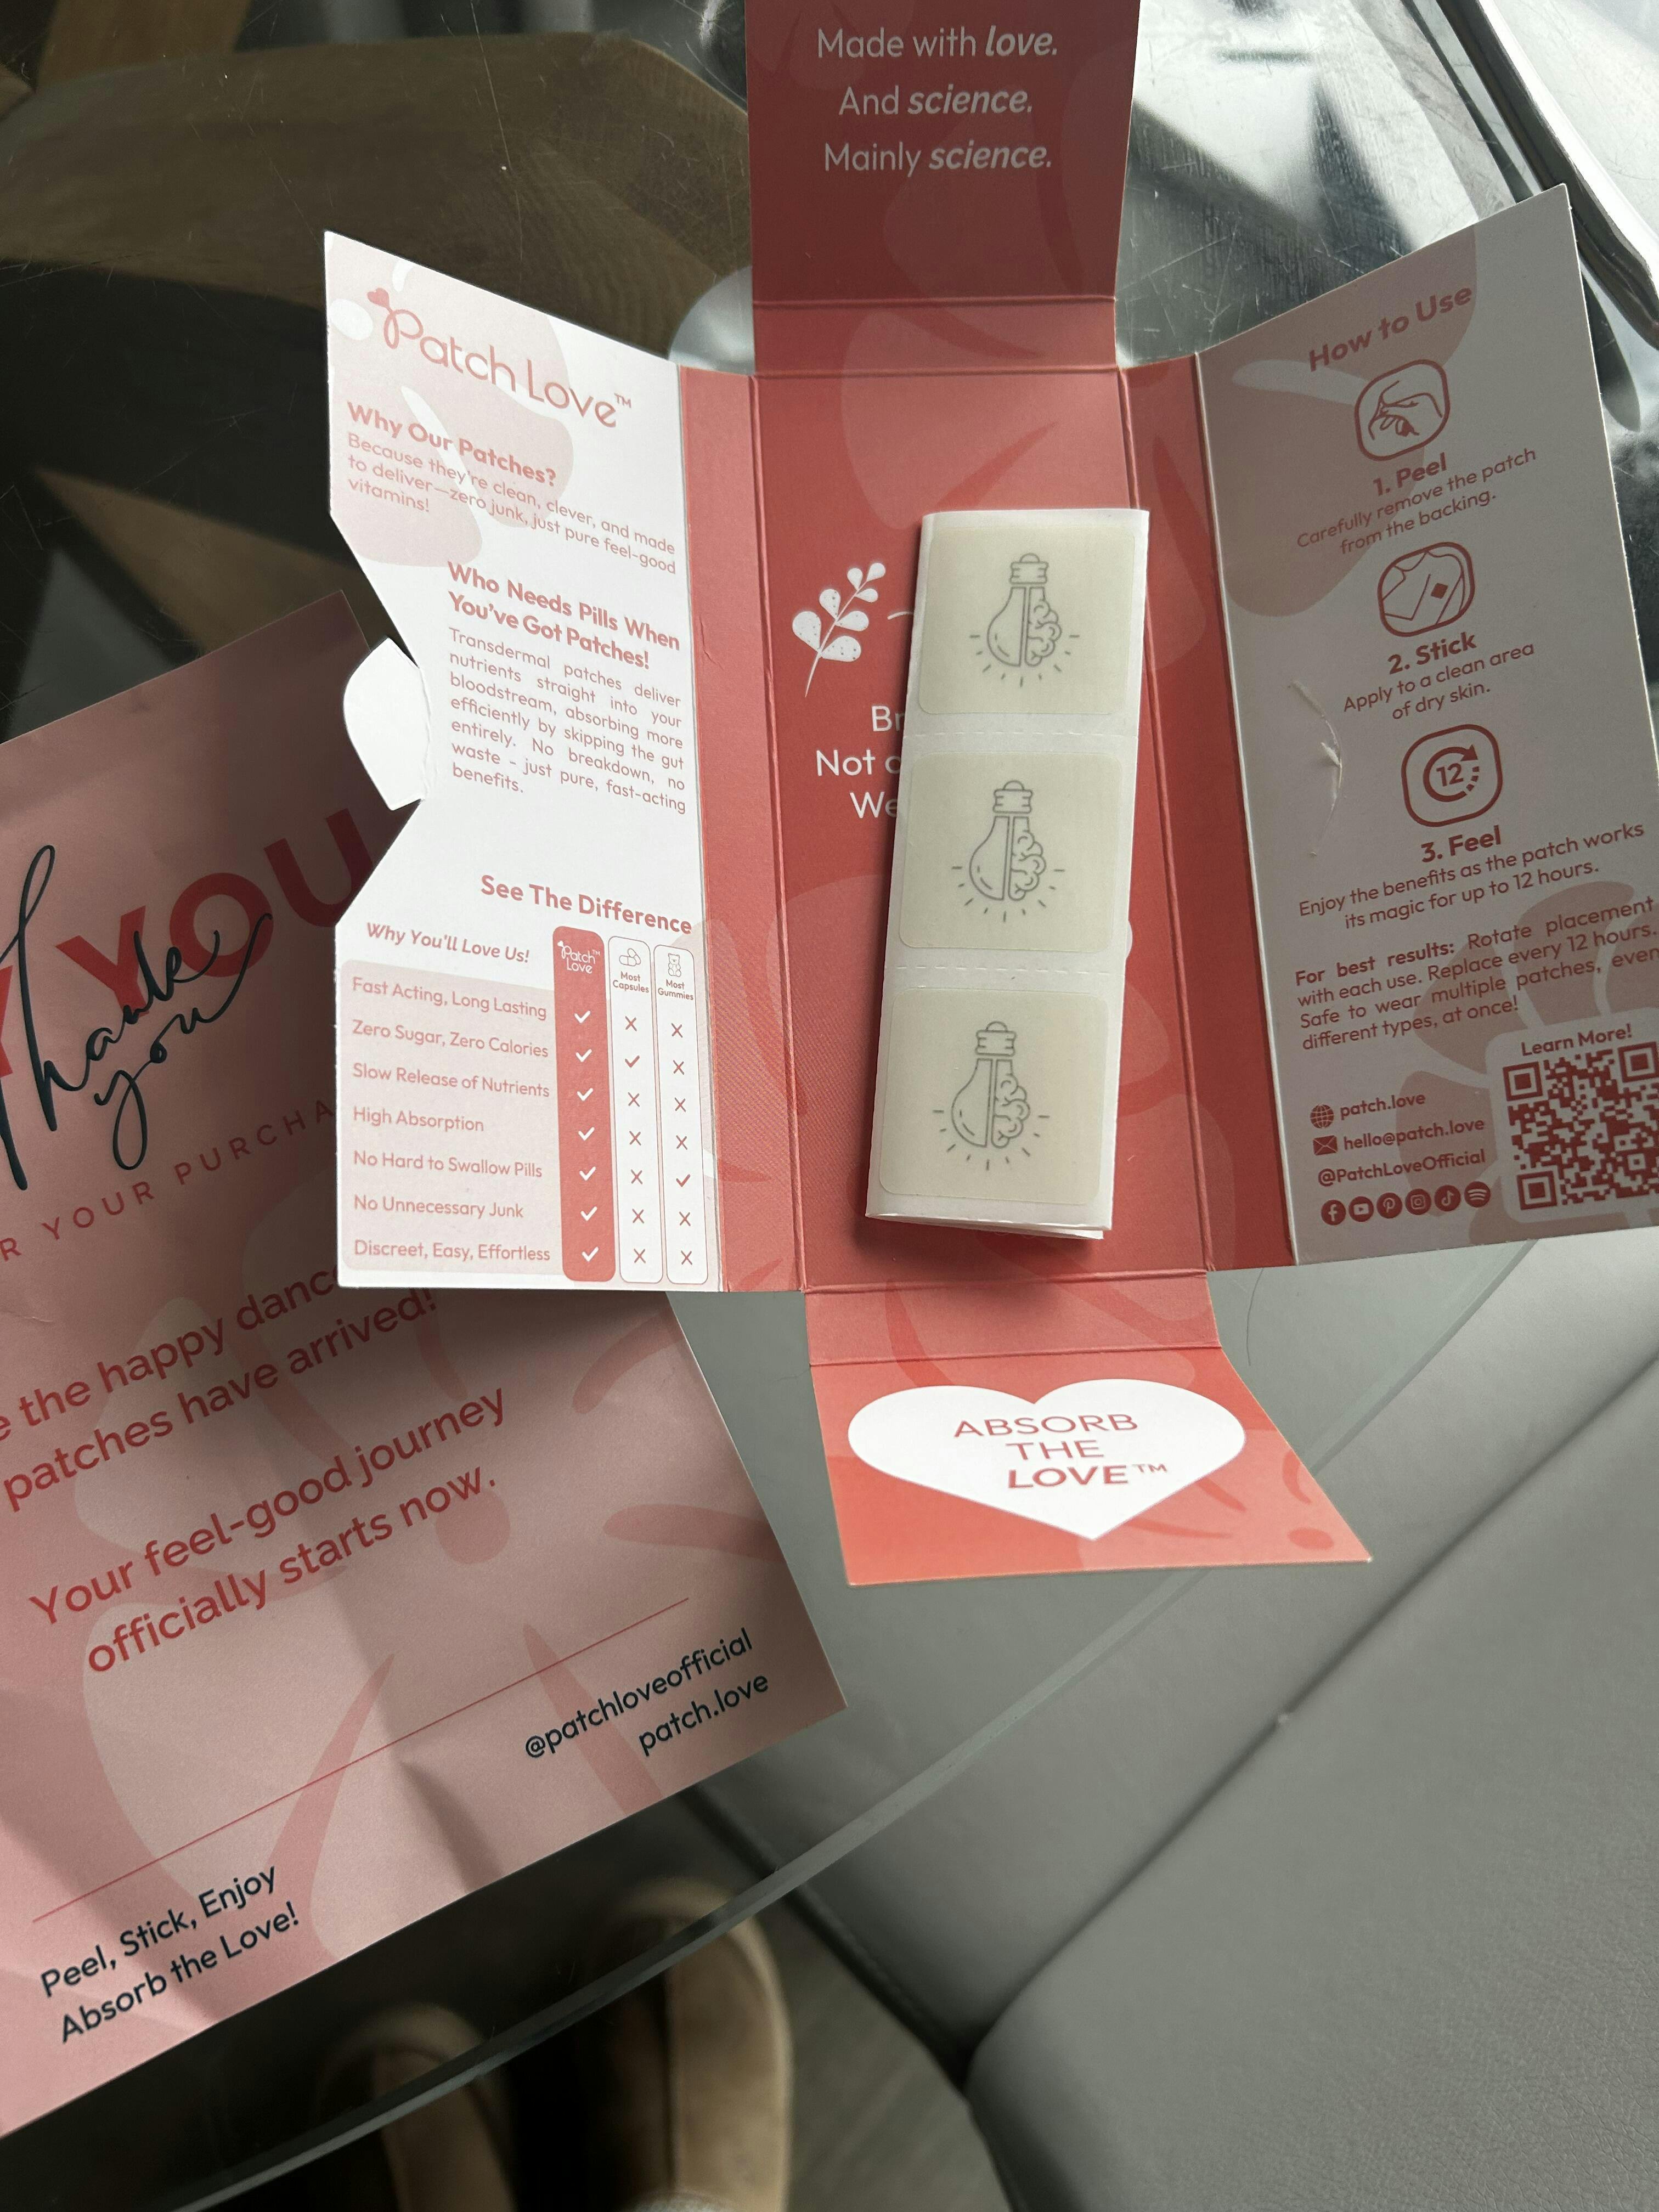 Made with love.
And science.
Mainly science.
Patch Love™
Why Our Patches?
Because they're clean, clever, and made
to deliver—zero junk, just pure feel-good
vitamins!
Who Needs Pills When
You've Got Patches!
Transdermal patches deliver
nutrients straight into your
bloodstream, absorbing more
efficiently by skipping the gut
entirely. No breakdown, no
waste - just pure, fast-acting
benefits.
See The Difference
Why You'll Love Us!
Patch Love™
Most
Capsules
Most
Gummies
Fast Acting, Long Lasting ✓ X X
Zero Sugar, Zero Calories ✓ ✓ X
Slow Release of Nutrients ✓ X X
High Absorption ✓ X X
No Hard to Swallow Pills ✓ X ✓
No Unnecessary Junk ✓ X X
Discreet, Easy, Effortless ✓ X X
Not
We
How to Use
1. Peel
Carefully remove the patch
from the backing.
2. Stick
Apply to a clean area
of dry skin.
12
3. Feel
Enjoy the benefits as the patch works
its magic for up to 12 hours.
For best results: Rotate placement
with each use. Replace every 12 hours.
Safe to wear multiple patches, even
different types, at once!
Learn More!
patch.love
hello@patch.love
@PatchLoveOfficial
ABSORB
THE
LOVE™
YOU
Thank
you
YOUR PURCHA
the happy danc
patches have arrived!
Your feel-good journey
officially starts now.
@patchloveofficial
patch.love
Peel, Stick, Enjoy
Absorb the Love!